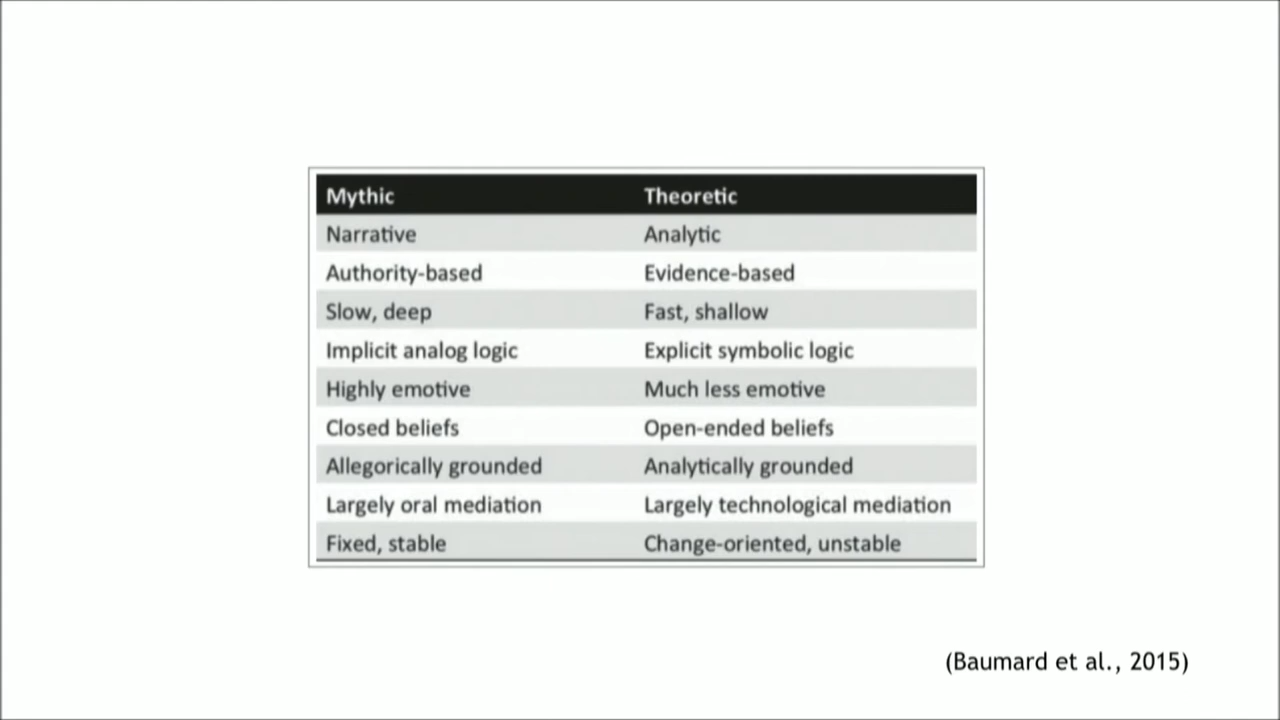 Mythic Theoretic
Narrative Analytic
Authority-based Evidence-based
Slow, deep Fast, shallow
Implicit analog logic Explicit symbolic logic
Highly emotive Much less emotive
Closed beliefs Open-ended beliefs
Allegorically grounded Analytically grounded
Largely oral mediation Largely technological mediation
Fixed, stable Change-oriented, unstable
(Baumard et al., 2015)